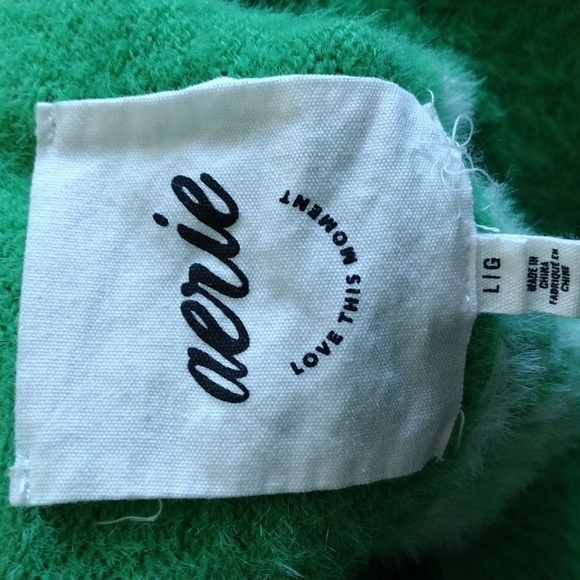 aerie
LOVE THIS MOMENT
L|G
MADE IN
CHINA
FABRIQUÉ EN
CHINE